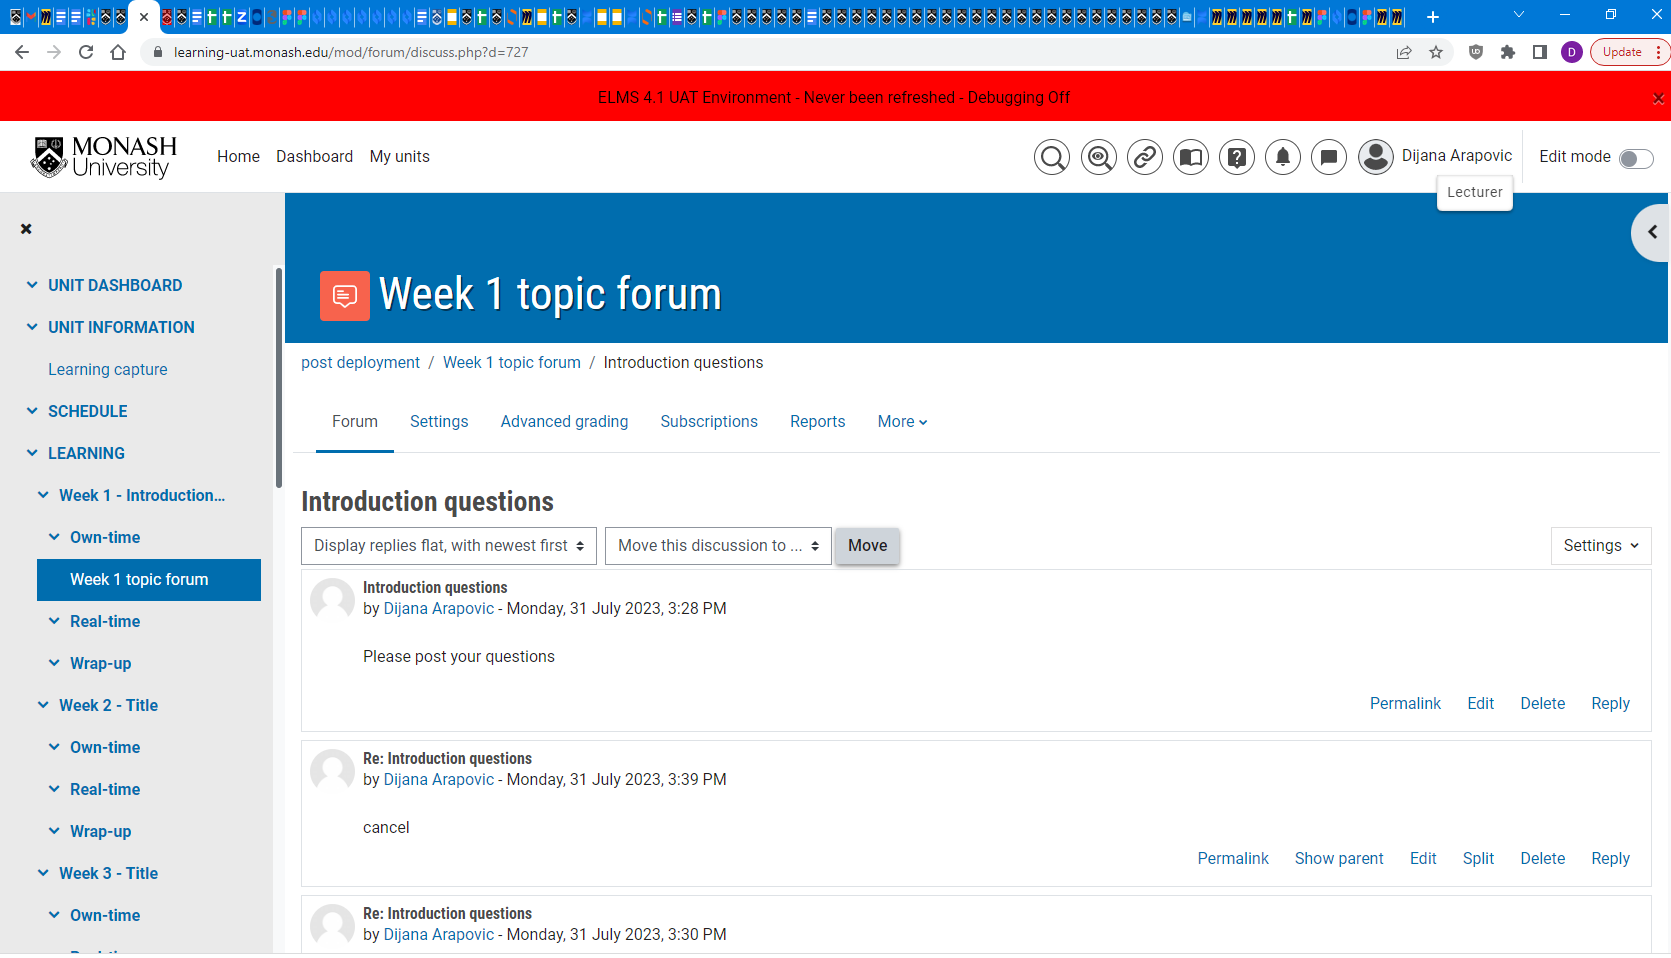 learning-uat.monash.edu/mod/forum/discuss.php?d=727
D
Update
ELMS 4.1 UAT Environment - Never been refreshed - Debugging Off
MONASH University
Home
Dashboard
My units
Dijana Arapovic
Edit mode
Lecturer
UNIT DASHBOARD
UNIT INFORMATION
Learning capture
SCHEDULE
LEARNING
Week 1 - Introduction...
Own-time
Week 1 topic forum
Real-time
Wrap-up
Week 2 - Title
Own-time
Real-time
Wrap-up
Week 3 - Title
Own-time
Week 1 topic forum
post deployment / Week 1 topic forum / Introduction questions
Forum
Settings
Advanced grading
Subscriptions
Reports
More
Introduction questions
Display replies flat, with newest first
Move this discussion to ...
Move
Settings
Introduction questions
by Dijana Arapovic - Monday, 31 July 2023, 3:28 PM
Please post your questions
Permalink Edit Delete Reply
Re: Introduction questions
by Dijana Arapovic - Monday, 31 July 2023, 3:39 PM
cancel
Permalink Show parent Edit Split Delete Reply
Re: Introduction questions
by Dijana Arapovic - Monday, 31 July 2023, 3:30 PM